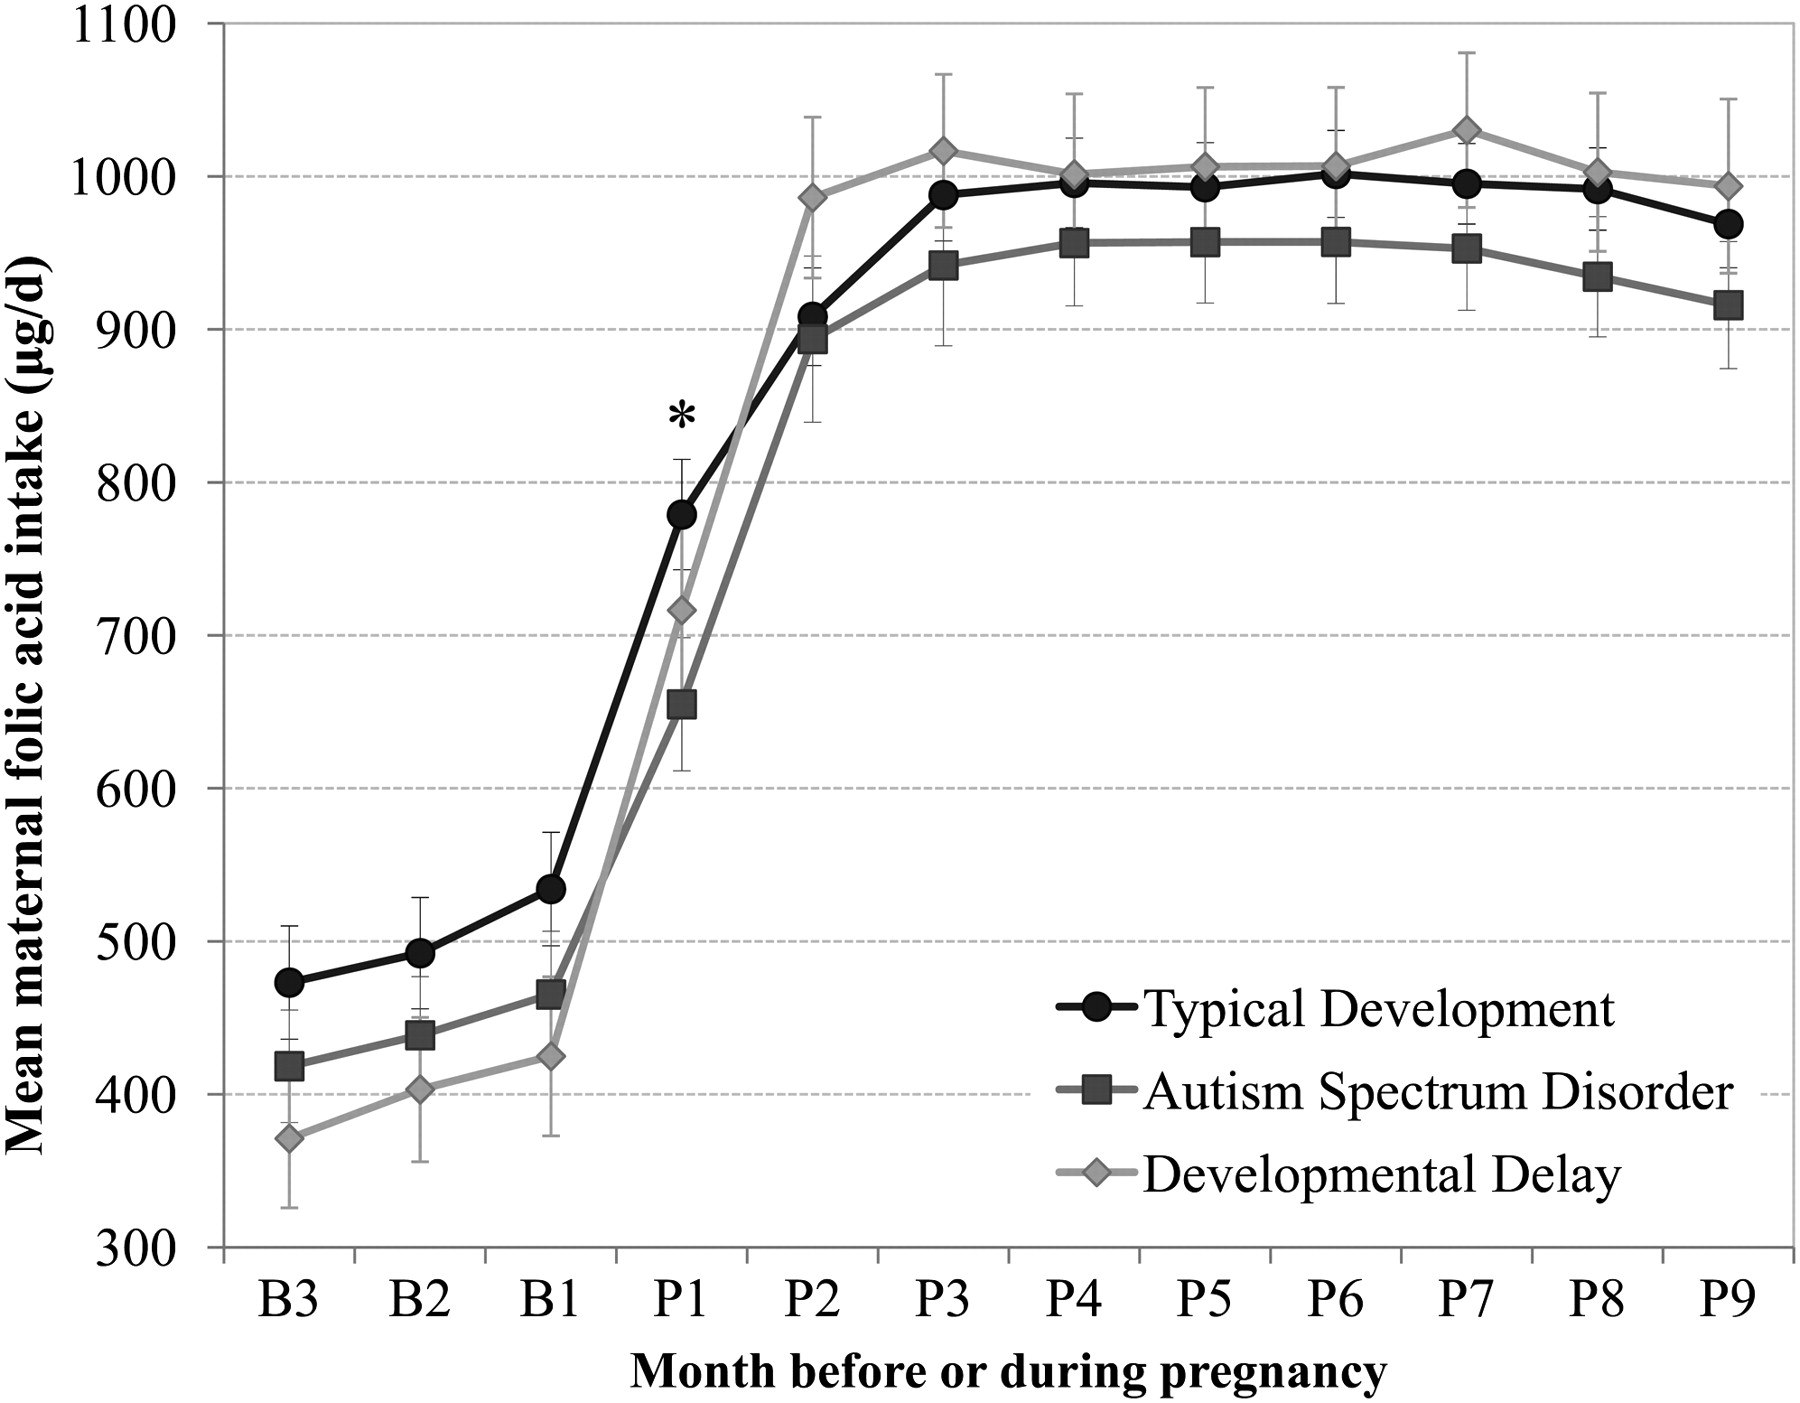 Mean maternal folic acid intake (µg/d)
1100
1000
900
800
700
600
500
400
300
*
Typical Development
Autism Spectrum Disorder
Developmental Delay
B3 B2 B1 P1 P2 P3 P4 P5 P6 P7 P8 P9
Month before or during pregnancy